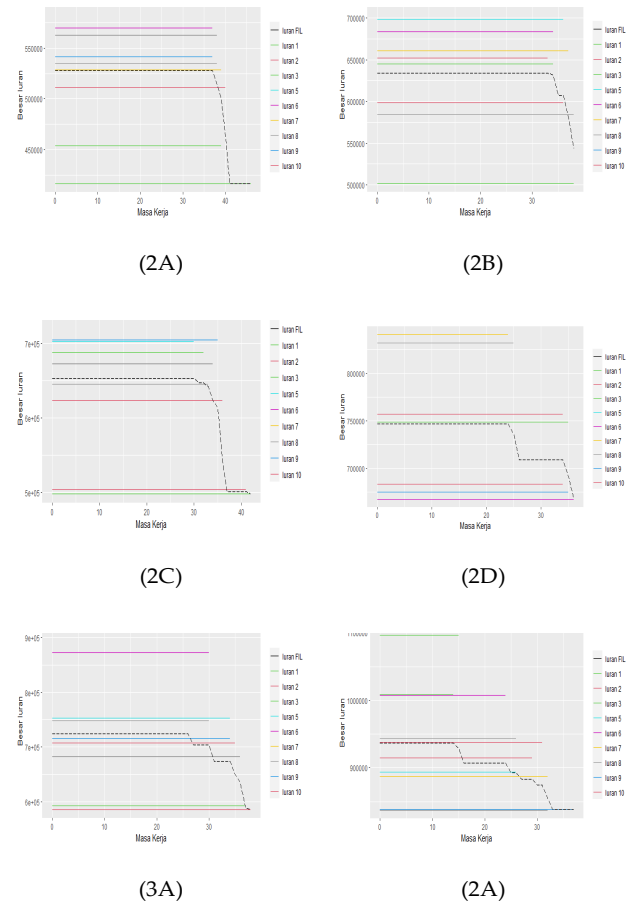 Besar Iuran
550000
500000
450000
0 10 20 30 40
Masa Kerja
Iuran FIL
Iuran 1
Iuran 2
Iuran 3
Iuran 5
Iuran 6
Iuran 7
Iuran 8
Iuran 9
Iuran 10
(2A)
Besar Iuran
700000
650000
600000
550000
500000
0 10 20 30
Masa Kerja
Iuran FIL
Iuran 1
Iuran 2
Iuran 3
Iuran 5
Iuran 6
Iuran 7
Iuran 8
Iuran 9
Iuran 10
(2B)
Besar Iuran
7e+05
6e+05
5e+05
0 10 20 30 40
Masa Kerja
Iuran FIL
Iuran 1
Iuran 2
Iuran 3
Iuran 5
Iuran 6
Iuran 7
Iuran 8
Iuran 9
Iuran 10
(2C)
Besar Iuran
800000
750000
700000
0 10 20 30
Masa Kerja
Iuran FIL
Iuran 1
Iuran 2
Iuran 3
Iuran 5
Iuran 6
Iuran 7
Iuran 8
Iuran 9
Iuran 10
(2D)
Besar Iuran
9e+05
8e+05
7e+05
6e+05
0 10 20 30
Masa Kerja
Iuran FIL
Iuran 1
Iuran 2
Iuran 3
Iuran 5
Iuran 6
Iuran 7
Iuran 8
Iuran 9
Iuran 10
(3A)
Besar Iuran
1100000
1000000
900000
0 10 20 30
Masa Kerja
Iuran FIL
Iuran 1
Iuran 2
Iuran 3
Iuran 5
Iuran 6
Iuran 7
Iuran 8
Iuran 9
Iuran 10
(2A)